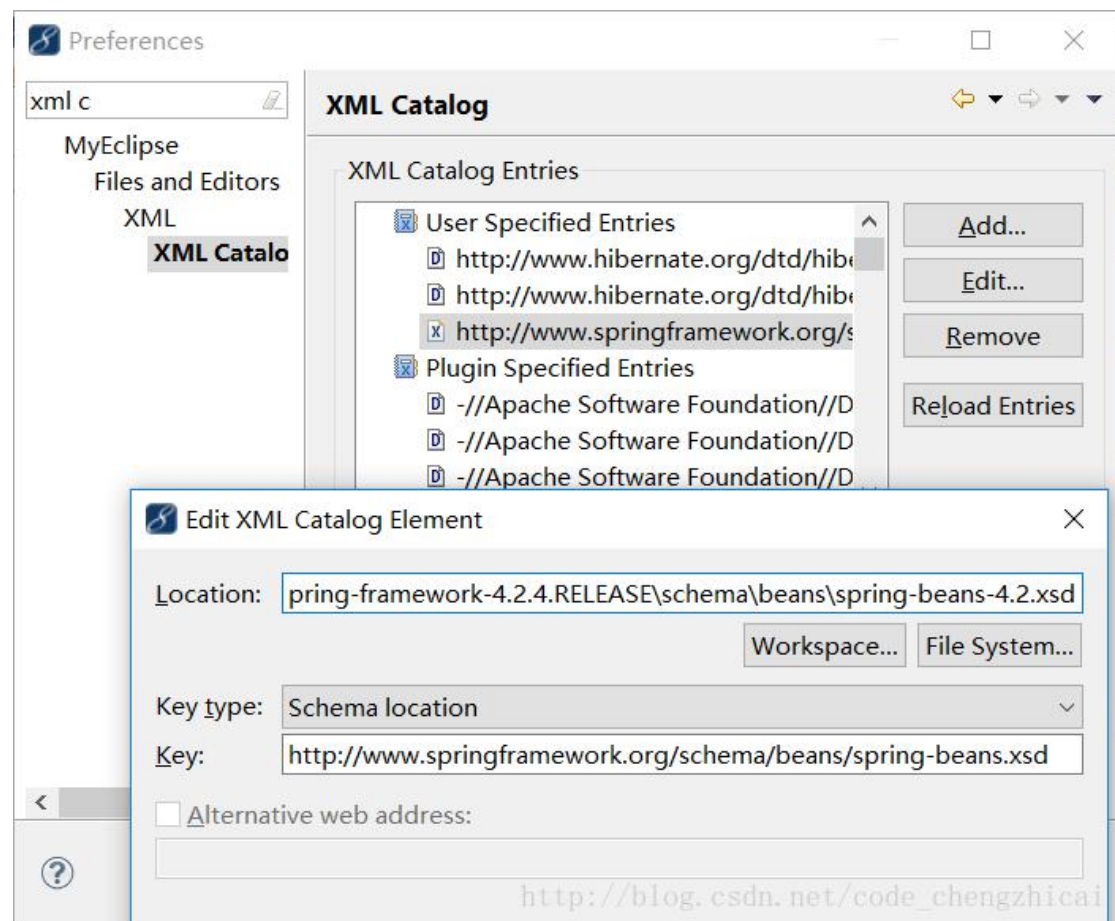 Preferences
xml c
MyEclipse
Files and Editors
XML
XML Catalo
XML Catalog
XML Catalog Entries
User Specified Entries
http://www.hibernate.org/dtd/hibe
http://www.hibernate.org/dtd/hibe
http://www.springframework.org/s
Plugin Specified Entries
-//Apache Software Foundation//D
-//Apache Software Foundation//D
-//Apache Software Foundation//D
Add...
Edit...
Remove
Reload Entries
Edit XML Catalog Element
Location: pring-framework-4.2.4.RELEASE\schema\beans\spring-beans-4.2.xsd
Workspace... File System...
Key type: Schema location
Key: http://www.springframework.org/schema/beans/spring-beans.xsd
Alternative web address:
http://blog.csdn.net/code_chengzhicai